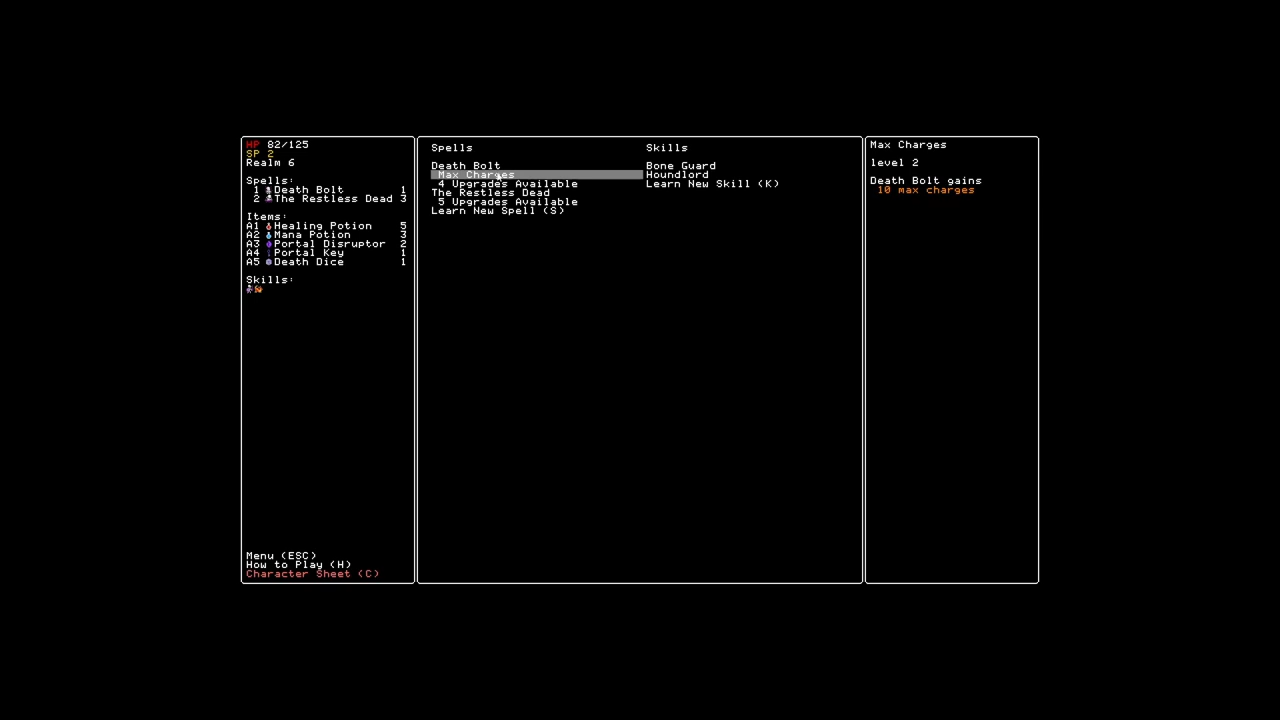 HP 82/125
SP 2
Realm 6
Spells:
1 Death Bolt 1
2 The Restless Dead 3
Items:
A1 Healing Potion 5
A2 Mana Potion 3
A3 Portal Disruptor 2
A4 Portal Key 1
A5 Death Dice 1
Skills:
Menu (ESC)
How to Play (H)
Character Sheet (C)
Spells
Death Bolt
Max Charges
4 Upgrades Available
The Restless Dead
5 Upgrades Available
Learn New Spell (S)
Skills
Bone Guard
Houndlord
Learn New Skill (K)
Max Charges
level 2
Death Bolt gains
10 max charges